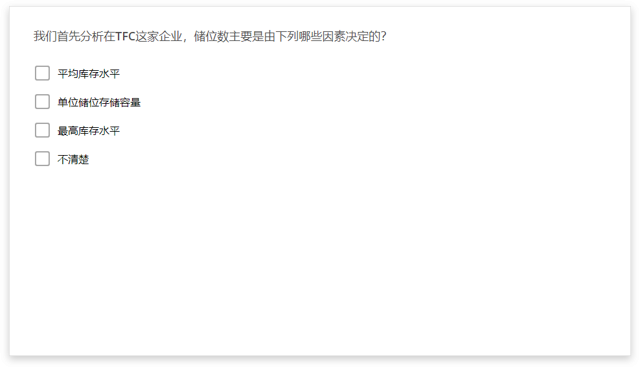 我们首先分析在TFC这家企业，储位数主要是由下列哪些因素决定的？
平均库存水平
单位储位存储容量
最高库存水平
不清楚